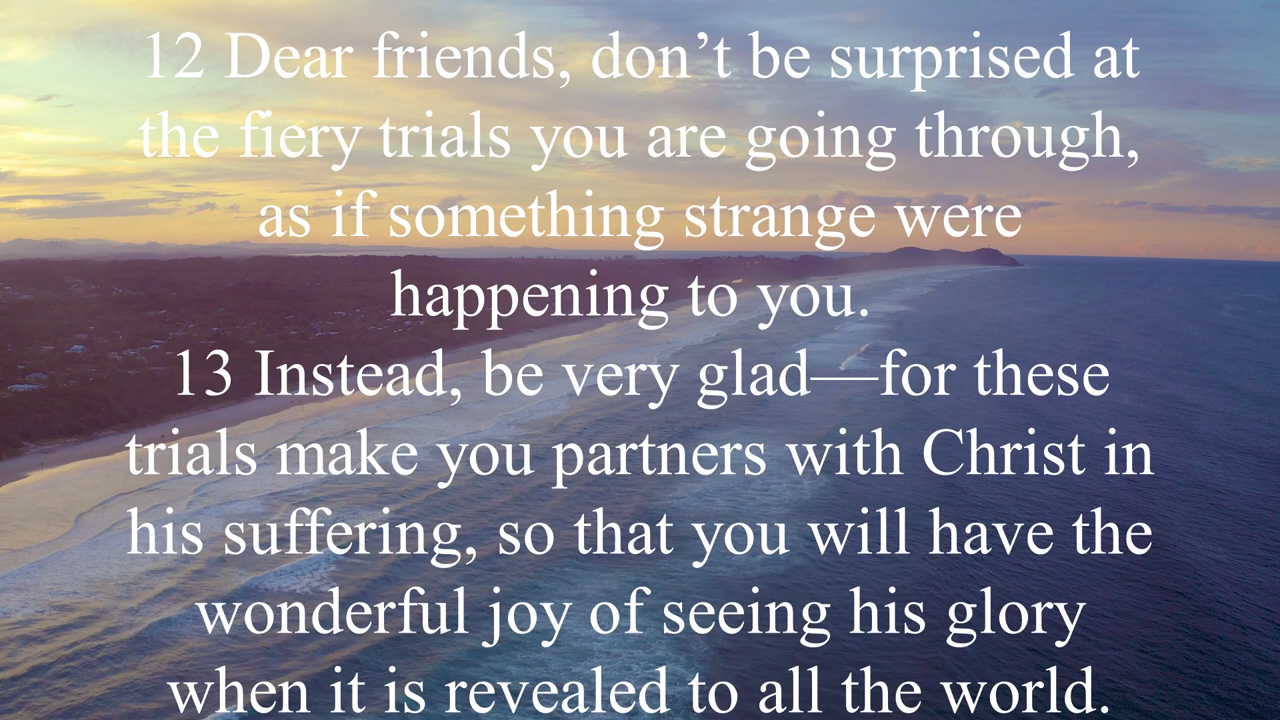 12 Dear friends, don’t be surprised at
the fiery trials you are going through,
as if something strange were
happening to you.
13 Instead, be very glad—for these
trials make you partners with Christ in
his suffering, so that you will have the
wonderful joy of seeing his glory
when it is revealed to all the world.